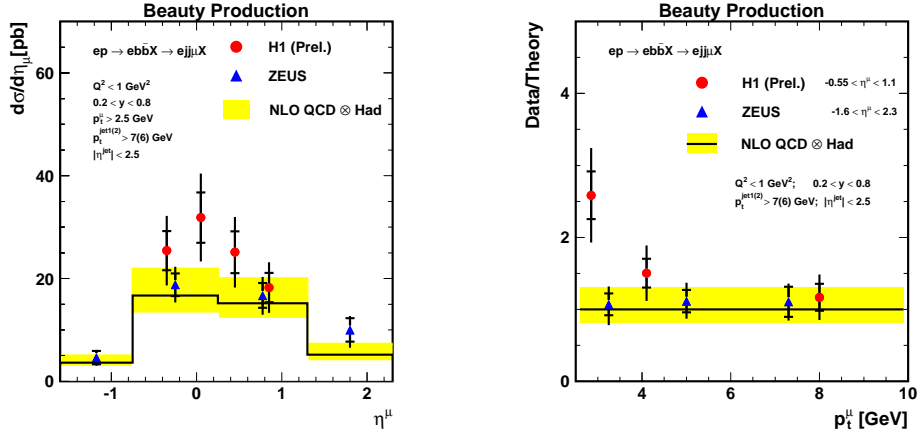 Beauty Production
dσ/dη_μ[pb]
ep → ebb̄X → ejjμX
Q² < 1 GeV²
0.2 < y < 0.8
p_t^μ > 2.5 GeV
p_t^jet1(2) > 7(6) GeV
|η^jet| < 2.5
H1 (Prel.)
ZEUS
NLO QCD ⊗ Had
60
40
20
0
-1
0
1
2
η^μ
Beauty Production
Data/Theory
ep → ebb̄X → ejjμX
H1 (Prel.) -0.55 < η^μ < 1.1
ZEUS -1.6 < η^μ < 2.3
NLO QCD ⊗ Had
Q² < 1 GeV²; 0.2 < y < 0.8
p_t^jet1(2) > 7(6) GeV; |η^jet| < 2.5
4
2
0
4
6
8
10
p_t^μ [GeV]